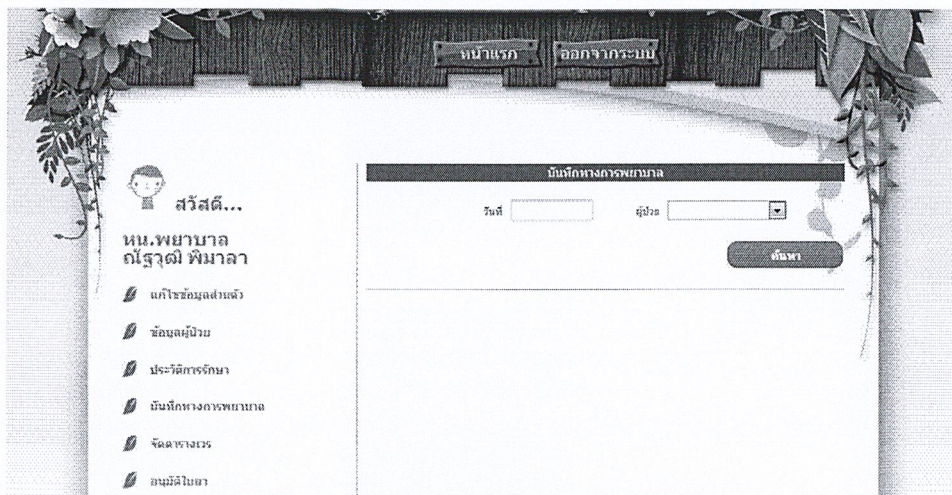 หน้าแรก ออกจากระบบ
บันทึกทางการพยาบาล
สวัสดี...
วันที่ ผู้ป่วย
หน.พยาบาล
ณัฐวุฒิ พิมาลา
ค้นหา
แก้ไขข้อมูลส่วนตัว
ข้อมูลผู้ป่วย
ประวัติการรักษา
บันทึกทางการพยาบาล
จัดตารางเวร
อนุมัติใบลา